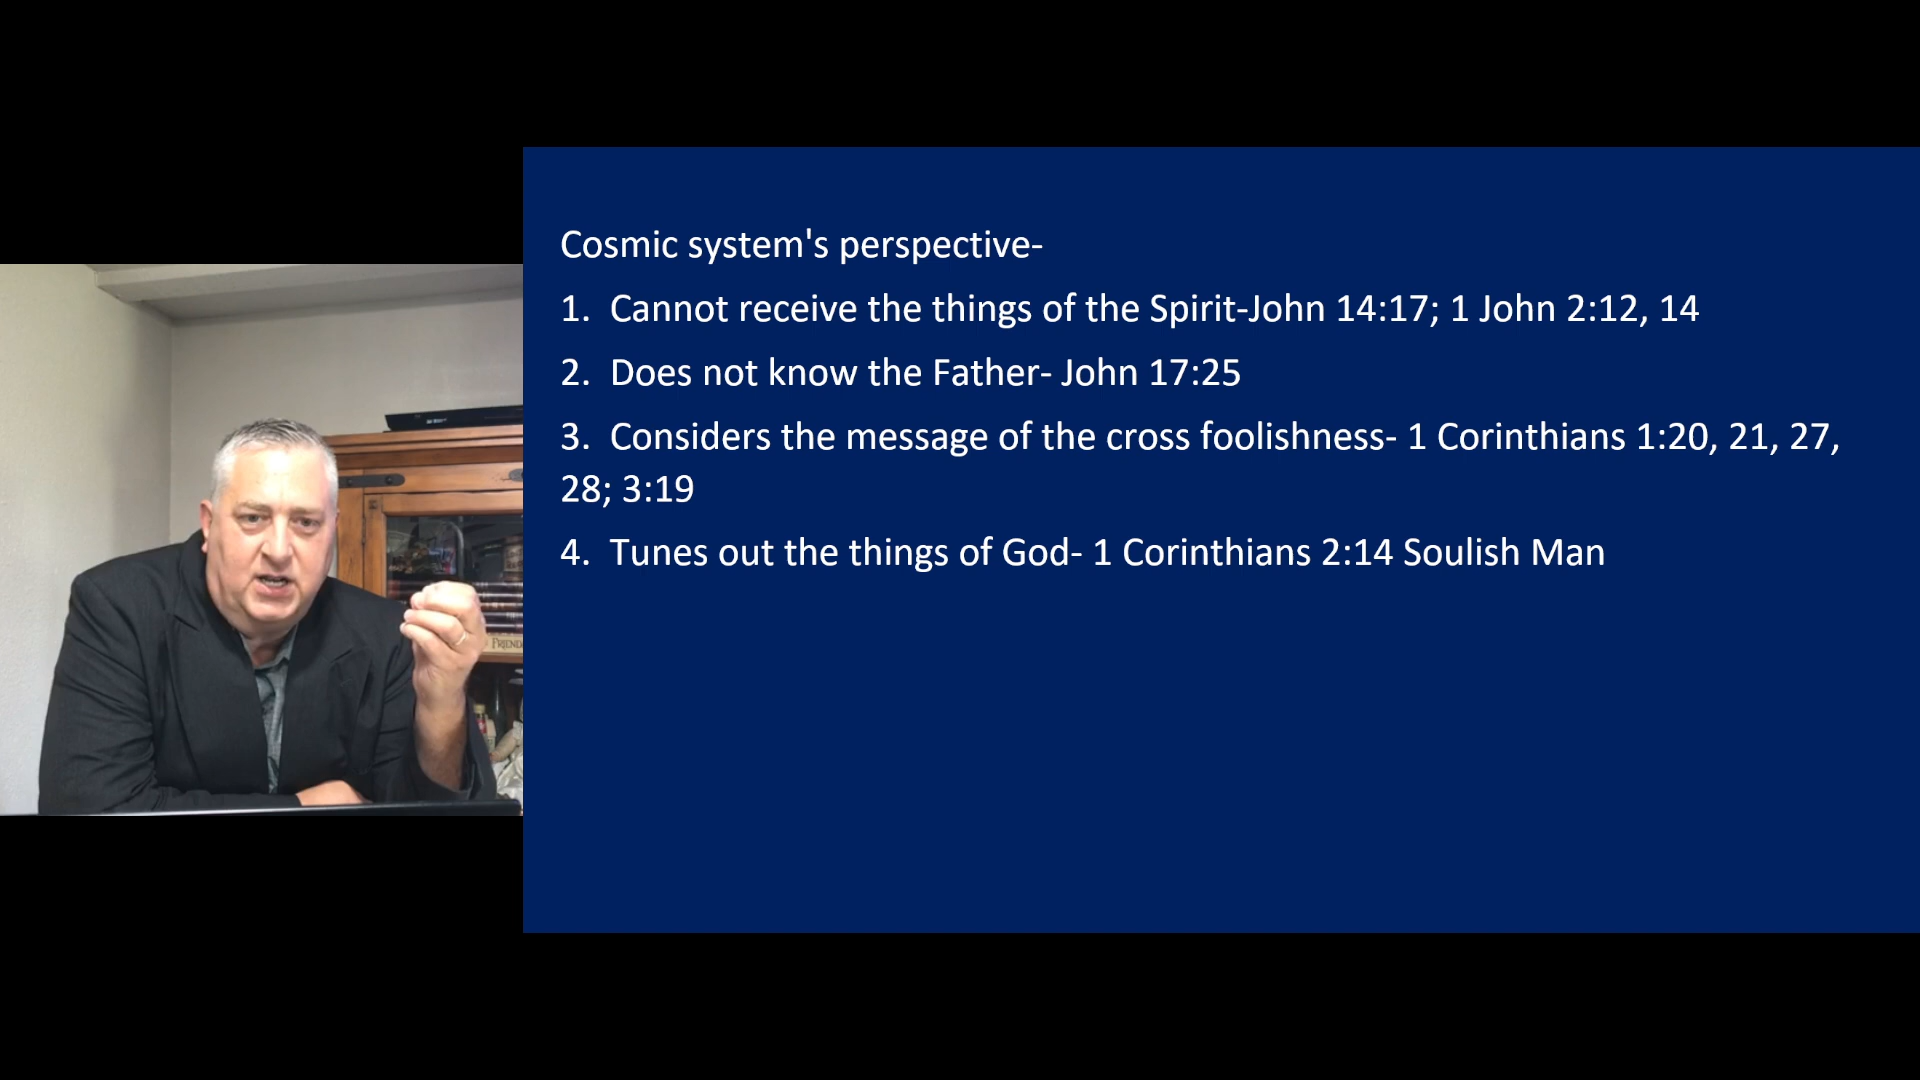 Cosmic system's perspective-
1. Cannot receive the things of the Spirit-John 14:17; 1 John 2:12, 14
2. Does not know the Father- John 17:25
3. Considers the message of the cross foolishness- 1 Corinthians 1:20, 21, 27,
28; 3:19
4. Tunes out the things of God- 1 Corinthians 2:14 Soulish Man